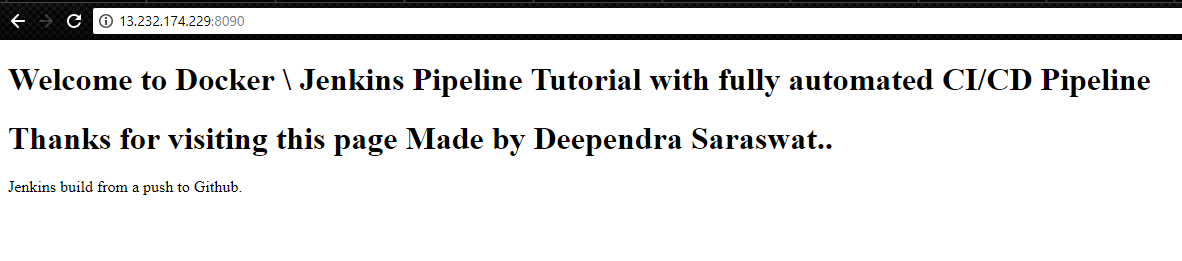 13.232.174.229:8090
Welcome to Docker \ Jenkins Pipeline Tutorial with fully automated CI/CD Pipeline
Thanks for visiting this page Made by Deependra Saraswat..
Jenkins build from a push to Github.